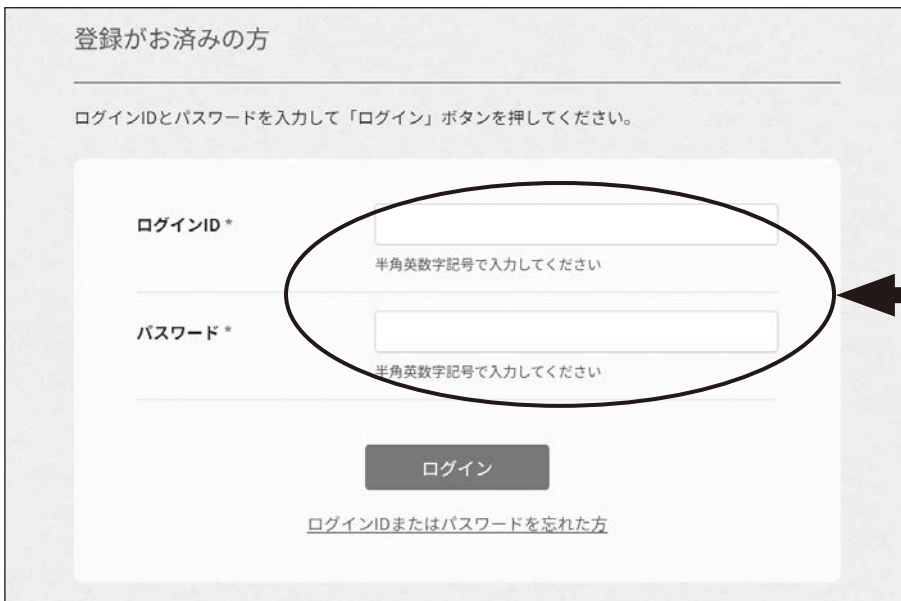 登録がお済みの方
ログインIDとパスワードを入力して「ログイン」ボタンを押してください。
ログインID *
半角英数字記号で入力してください
パスワード *
半角英数字記号で入力してください
ログイン
ログインIDまたはパスワードを忘れた方